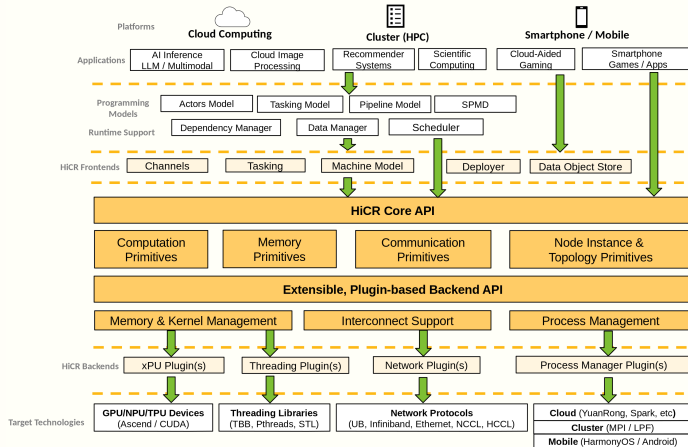 Platforms
Cloud Computing
Cluster (HPC)
Smartphone / Mobile
Applications
AI Inference
LLM / Multimodal
Cloud Image
Processing
Recommender
Systems
Scientific
Computing
Cloud-Aided
Gaming
Smartphone
Games / Apps
Programming
Models
Actors Model
Tasking Model
Pipeline Model
SPMD
Runtime Support
Dependency Manager
Data Manager
Scheduler
HiCR Frontends
Channels
Tasking
Machine Model
Deployer
Data Object Store
HiCR Core API
Computation
Primitives
Memory
Primitives
Communication
Primitives
Node Instance &
Topology Primitives
Extensible, Plugin-based Backend API
Memory & Kernel Management
Interconnect Support
Process Management
HiCR Backends
xPU Plugin(s)
Threading Plugin(s)
Network Plugin(s)
Process Manager Plugin(s)
Target Technologies
GPU/NPU/TPU Devices
(Ascend / CUDA)
Threading Libraries
(TBB, Pthreads, STL)
Network Protocols
(UB, Infiniband, Ethernet, NCCL, HCCL)
Cloud (YuanRong, Spark, etc)
Cluster (MPI / LPF)
Mobile (HarmonyOS / Android)